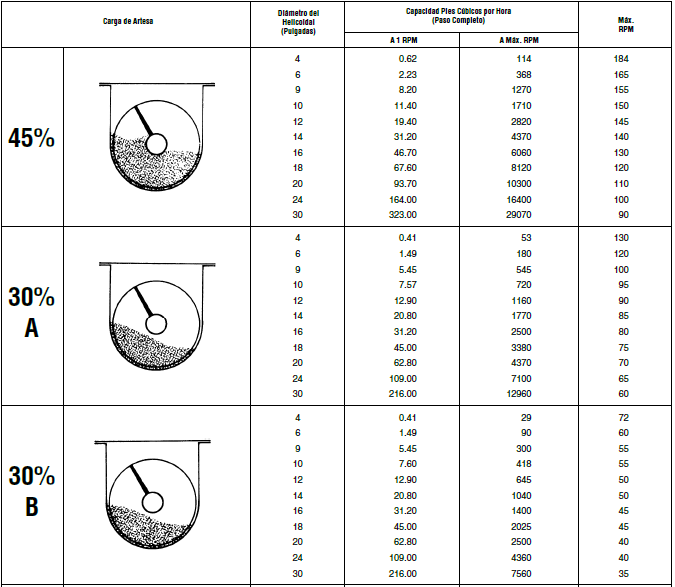 Carga de Artesa
Diámetro del
Helicoidal
(Pulgadas)
Capacidad Pies Cúbicos por Hora
(Paso Completo)
Máx.
RPM
A 1 RPM A Máx. RPM
45%
4 0.62 114 184
6 2.23 368 165
9 8.20 1270 155
10 11.40 1710 150
12 19.40 2820 145
14 31.20 4370 140
16 46.70 6060 130
18 67.60 8120 120
20 93.70 10300 110
24 164.00 16400 100
30 323.00 29070 90
30%
A
4 0.41 53 130
6 1.49 180 120
9 5.45 545 100
10 7.57 720 95
12 12.90 1160 90
14 20.80 1770 85
16 31.20 2500 80
18 45.00 3380 75
20 62.80 4370 70
24 109.00 7100 65
30 216.00 12960 60
30%
B
4 0.41 29 72
6 1.49 90 60
9 5.45 300 55
10 7.60 418 55
12 12.90 645 50
14 20.80 1040 50
16 31.20 1400 45
18 45.00 2025 45
20 62.80 2500 40
24 109.00 4360 40
30 216.00 7560 35